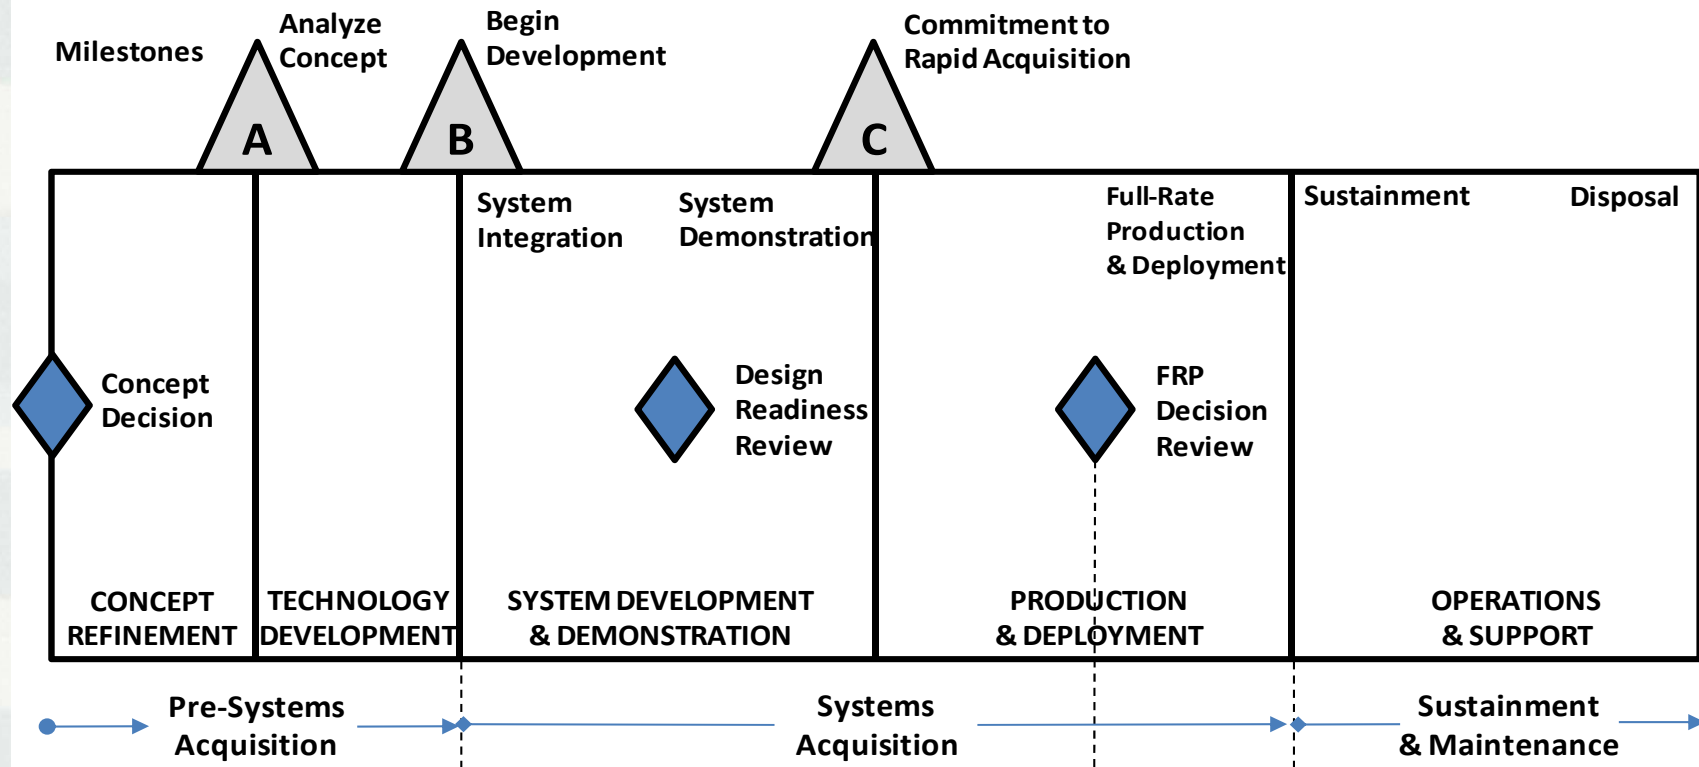 Milestones
Analyze
Concept
Begin
Development
Commitment to
Rapid Acquisition
A
B
C
System
Integration
System
Demonstration
Full-Rate
Production
& Deployment
Sustainment
Disposal
Concept
Decision
Design
Readiness
Review
FRP
Decision
Review
CONCEPT
REFINEMENT
TECHNOLOGY
DEVELOPMENT
SYSTEM DEVELOPMENT
& DEMONSTRATION
PRODUCTION
& DEPLOYMENT
OPERATIONS
& SUPPORT
Pre-Systems
Acquisition
Systems
Acquisition
Sustainment
& Maintenance